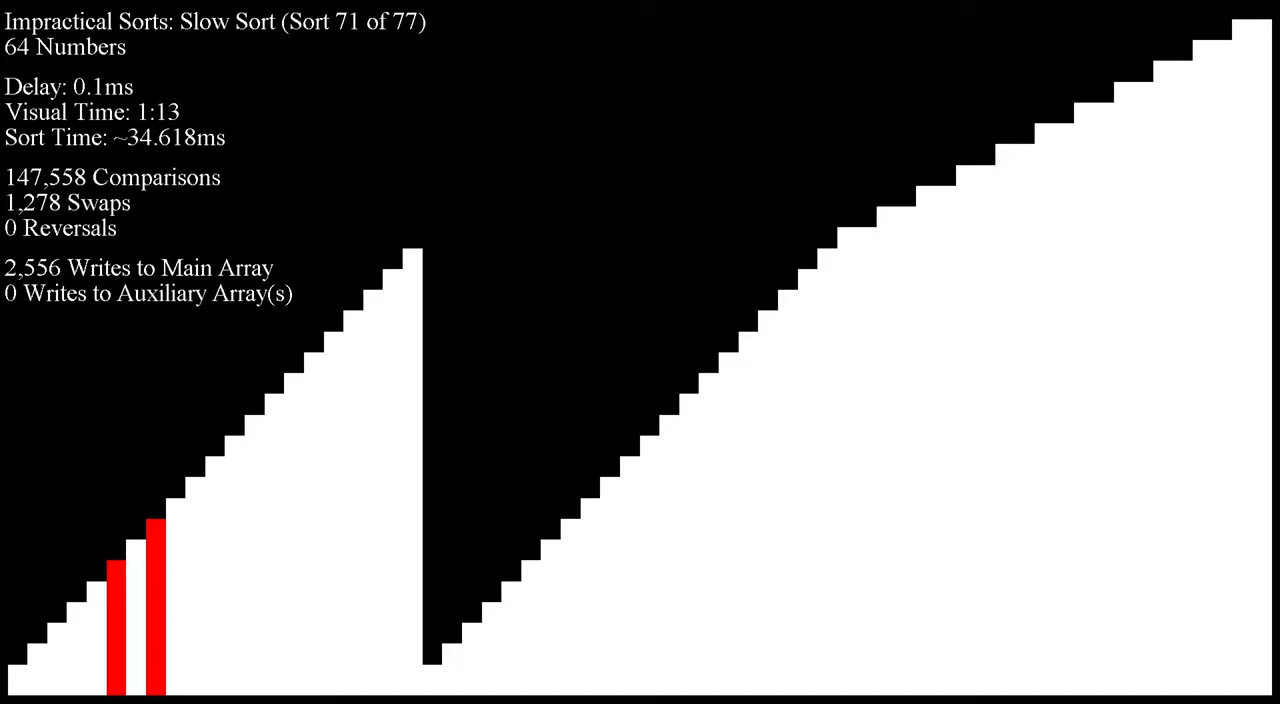 Impractical Sorts: Slow Sort (Sort 71 of 77)
64 Numbers
Delay: 0.1ms
Visual Time: 1:13
Sort Time: ~34.618ms
147,558 Comparisons
1,278 Swaps
0 Reversals
2,556 Writes to Main Array
0 Writes to Auxiliary Array(s)